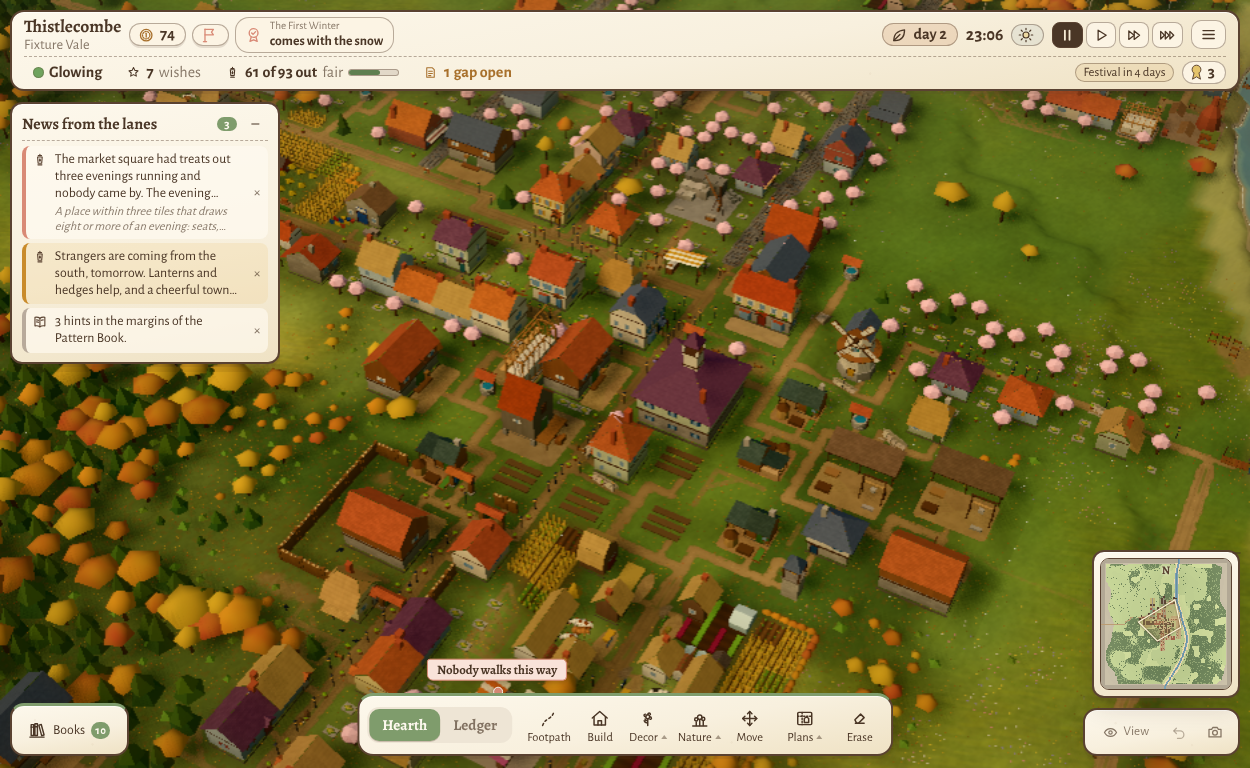 Thistlecombe
Fixture Vale
74
The First Winter
comes with the snow
day 2
23:06
Glowing
7 wishes
61 of 93 out fair
1 gap open
Festival in 4 days
3
News from the lanes
3
The market square had treats out
three evenings running and
nobody came by. The evening…
A place within three tiles that draws
eight or more of an evening: seats,…
Strangers are coming from the
south, tomorrow. Lanterns and
hedges help, and a cheerful town…
3 hints in the margins of the
Pattern Book.
N
Nobody walks this way
Books 10
Hearth
Ledger
Footpath
Build
Decor
Nature
Move
Plans
Erase
View